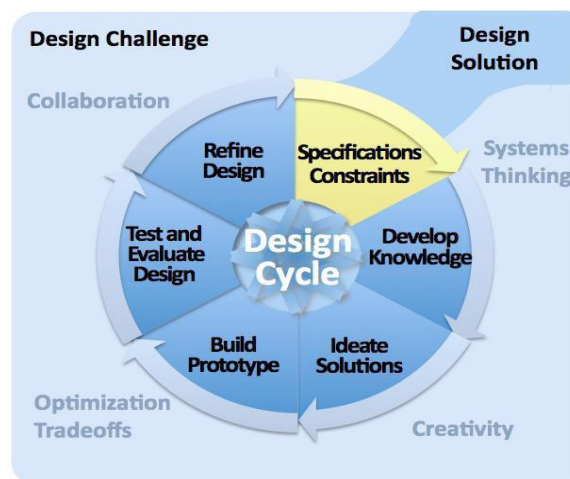 Design Challenge
Design
Solution
Collaboration
Systems
Thinking
Refine
Design
Specifications
Constraints
Test and
Evaluate
Design
Design
Cycle
Develop
Knowledge
Build
Prototype
Ideate
Solutions
Optimization
Tradeoffs
Creativity